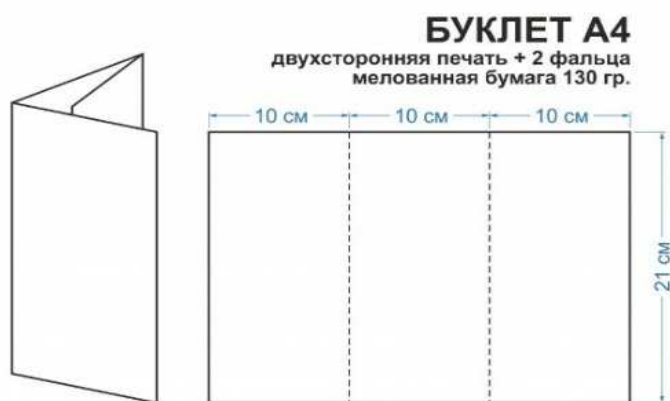 БУКЛЕТ А4
двухсторонняя печать + 2 фальца
мелованная бумага 130 гр.
10 см 10 см 10 см
21 см